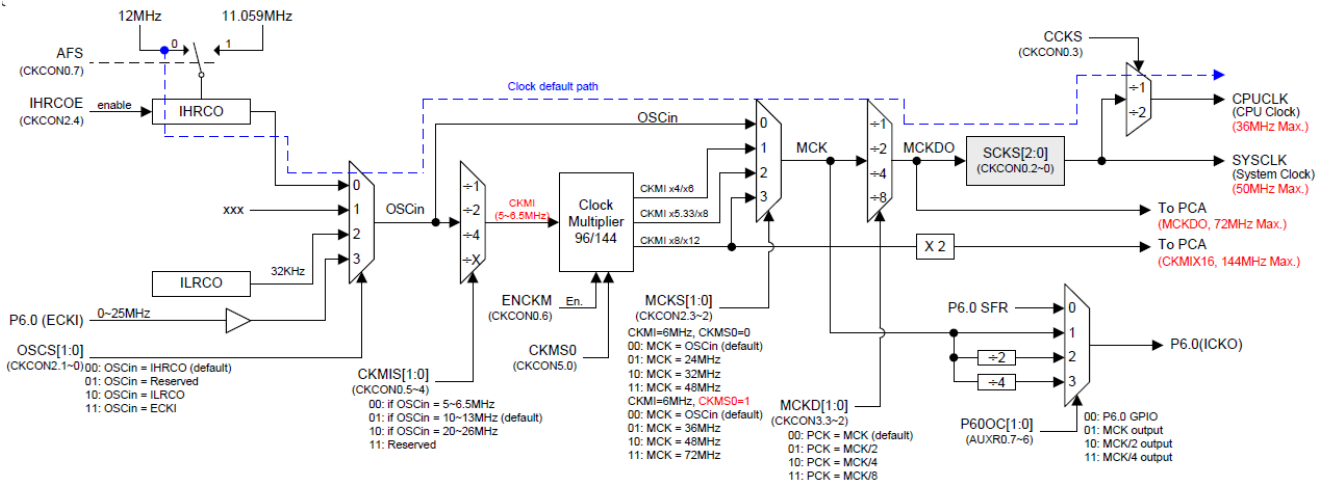 12MHz
11.059MHz
0
1
AFS
(CKCON0.7)
IHRCOE
(CKCON2.4)
enable
IHRCO
Clock default path
CCKS
(CKCON0.3)
÷1
÷2
CPUCLK
(CPU Clock)
(36MHz Max.)
OSCin
0
1
2
3
MCK
÷1
÷2
÷4
÷8
MCKDO
SCKS[2:0]
(CKCON0.2~0)
SYSCLK
(System Clock)
(50MHz Max.)
xxx
0
1
2
3
OSCin
÷1
÷2
÷4
÷X
CKMI
(5~6.5MHz)
Clock
Multiplier
96/144
CKMI x4/x6
CKMI x5.33/x8
CKMI x8/x12
To PCA
(MCKDO, 72MHz Max.)
X 2
To PCA
(CKMIX16, 144MHz Max.)
ILRCO
32KHz
P6.0 (ECKI)
0~25MHz
OSCS[1:0]
(CKCON2.1~0)
00: OSCin = IHRCO (default)
01: OSCin = Reserved
10: OSCin = ILRCO
11: OSCin = ECKI
CKMIS[1:0]
(CKCON0.5~4)
00: if OSCin = 5~6.5MHz
01: if OSCin = 10~13MHz (default)
10: if OSCin = 20~26MHz
11: Reserved
ENCKM
(CKCON0.6)
En.
CKMS0
(CKCON5.0)
MCKS[1:0]
(CKCON2.3~2)
CKMI=6MHz, CKMS0=0
00: MCK = OSCin (default)
01: MCK = 24MHz
10: MCK = 32MHz
11: MCK = 48MHz
CKMI=6MHz, CKMS0=1
00: MCK = OSCin (default)
01: MCK = 36MHz
10: MCK = 48MHz
11: MCK = 72MHz
MCKD[1:0]
(CKCON3.3~2)
00: PCK = MCK (default)
01: PCK = MCK/2
10: PCK = MCK/4
11: PCK = MCK/8
P6.0 SFR
÷2
÷4
0
1
2
3
P6.0(ICKO)
P60OC[1:0]
(AUXR0.7~6)
00: P6.0 GPIO
01: MCK output
10: MCK/2 output
11: MCK/4 output